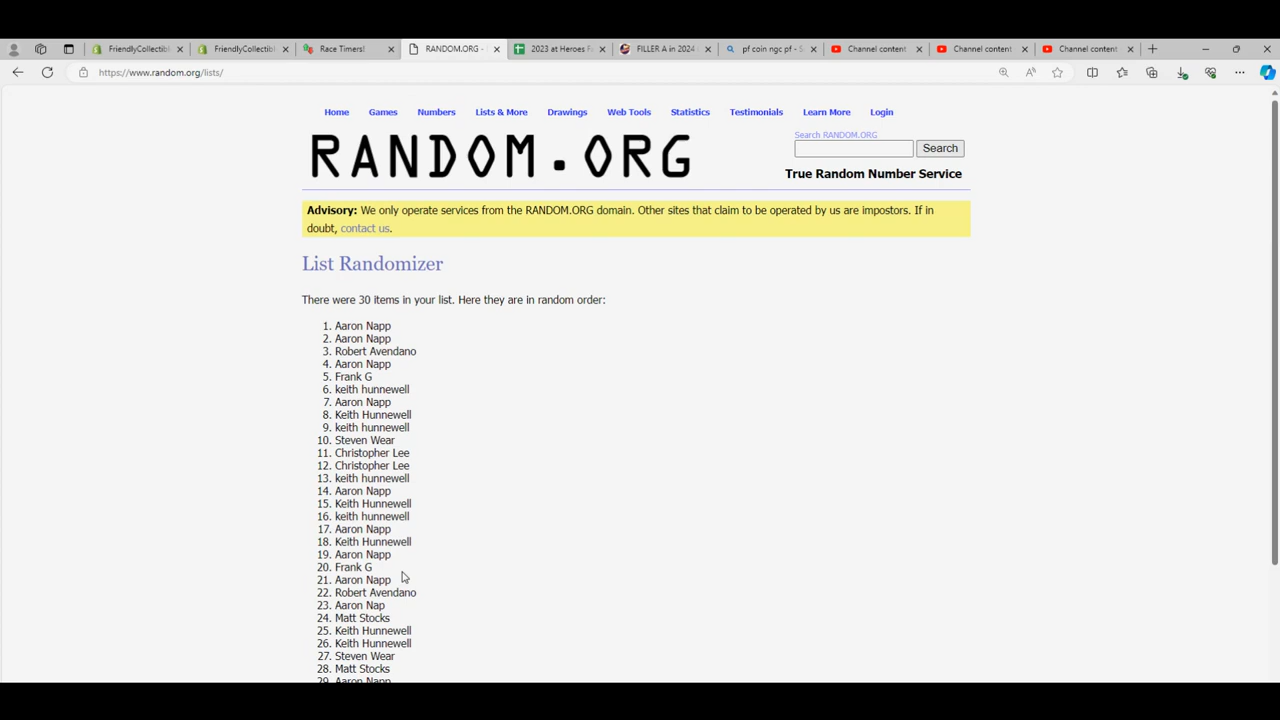 FriendlyCollectib
FriendlyCollectib
Race Timers!
RANDOM.ORG -
2023 at Heroes F
FILLER A in 2024
pf coin ngc pf - S
Channel content
Channel content
Channel content
https://www.random.org/lists/
Home Games Numbers Lists & More Drawings Web Tools Statistics Testimonials Learn More Login
RANDOM.ORG
Search RANDOM.ORG
Search
True Random Number Service
Advisory: We only operate services from the RANDOM.ORG domain. Other sites that claim to be operated by us are impostors. If in
doubt, contact us.
List Randomizer
There were 30 items in your list. Here they are in random order:
1. Aaron Napp
2. Aaron Napp
3. Robert Avendano
4. Aaron Napp
5. Frank G
6. keith hunnewell
7. Aaron Napp
8. Keith Hunnewell
9. keith hunnewell
10. Steven Wear
11. Christopher Lee
12. Christopher Lee
13. keith hunnewell
14. Aaron Napp
15. Keith Hunnewell
16. keith hunnewell
17. Aaron Napp
18. Keith Hunnewell
19. Aaron Napp
20. Frank G
21. Aaron Napp
22. Robert Avendano
23. Aaron Nap
24. Matt Stocks
25. Keith Hunnewell
26. Keith Hunnewell
27. Steven Wear
28. Matt Stocks
29. Aaron Napp